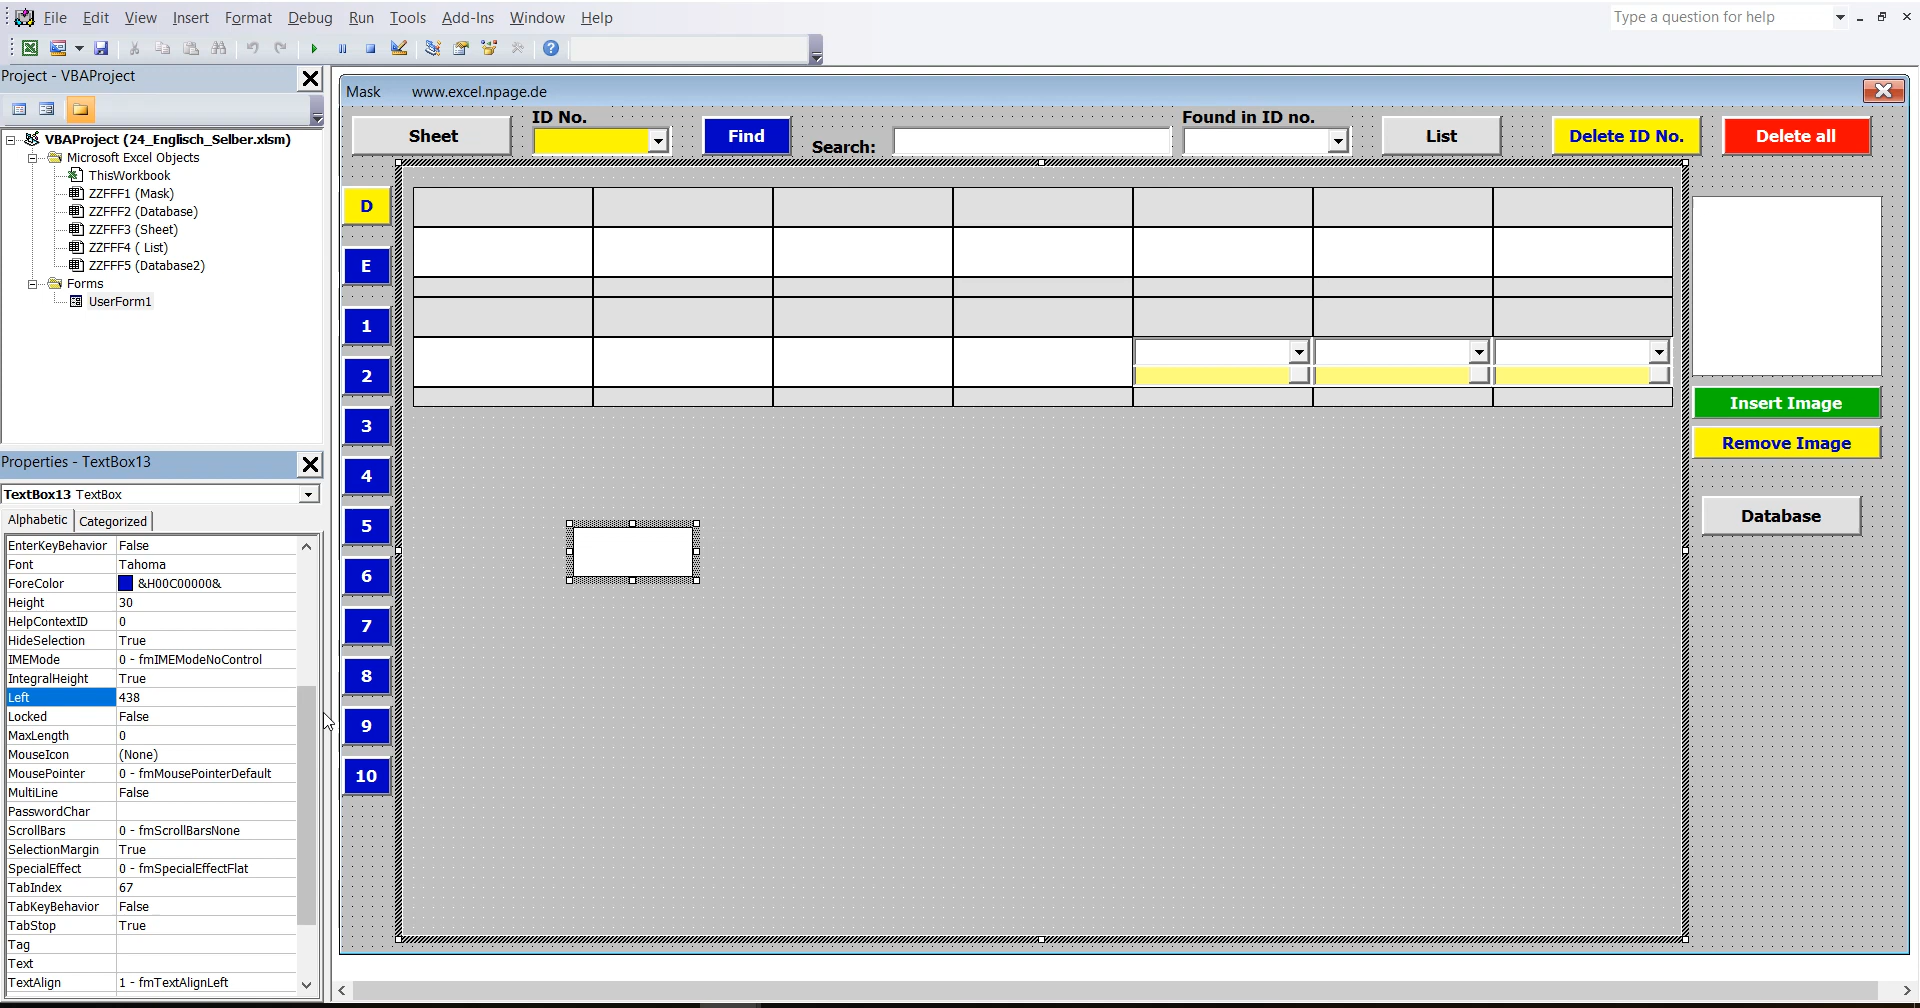 File Edit View Insert Format Debug Run Tools Add-Ins Window Help
Type a question for help
Project - VBAProject
VBAProject (24_Englisch_Selber.xlsm)
Microsoft Excel Objects
ThisWorkbook
ZZFFF1 (Mask)
ZZFFF2 (Database)
ZZFFF3 (Sheet)
ZZFFF4 ( List)
ZZFFF5 (Database2)
Forms
UserForm1
Properties - TextBox13
TextBox13 TextBox
Alphabetic Categorized
EnterKeyBehavior False
Font Tahoma
ForeColor &H00C00000&
Height 30
HelpContextID 0
HideSelection True
IMEMode 0 - fmIMEModeNoControl
IntegralHeight True
Left 438
Locked False
MaxLength 0
MouseIcon (None)
MousePointer 0 - fmMousePointerDefault
MultiLine False
PasswordChar
ScrollBars 0 - fmScrollBarsNone
SelectionMargin True
SpecialEffect 0 - fmSpecialEffectFlat
TabIndex 67
TabKeyBehavior False
TabStop True
Tag
Text
TextAlign 1 - fmTextAlignLeft
Mask www.excel.npage.de
Sheet
ID No.
Find
Search:
Found in ID no.
List
Delete ID No.
Delete all
D
E
1
2
3
4
5
6
7
8
9
10
Insert Image
Remove Image
Database